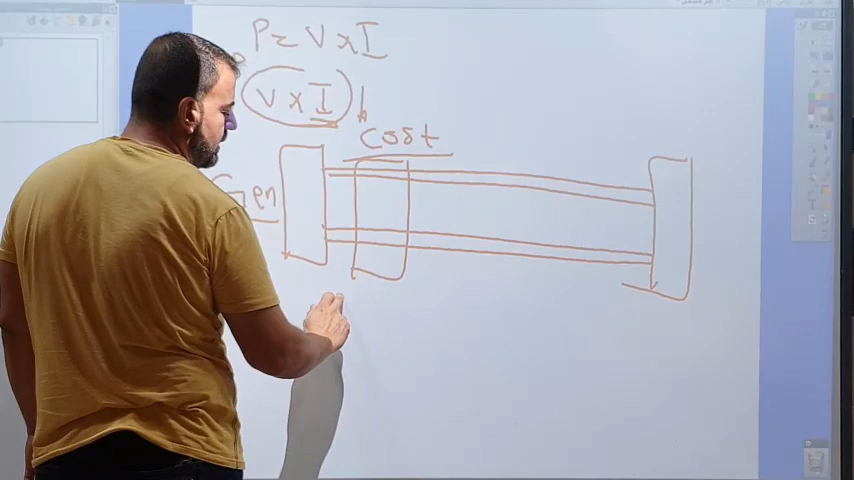 P = V x I
V x I
cost
Gen